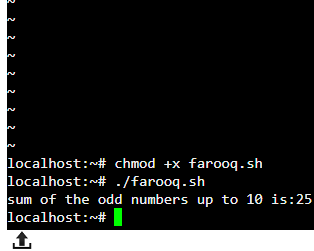 ~
~
~
~
~
~
~
~
~
localhost:~# chmod +x farooq.sh
localhost:~# ./farooq.sh
sum of the odd numbers up to 10 is:25
localhost:~#